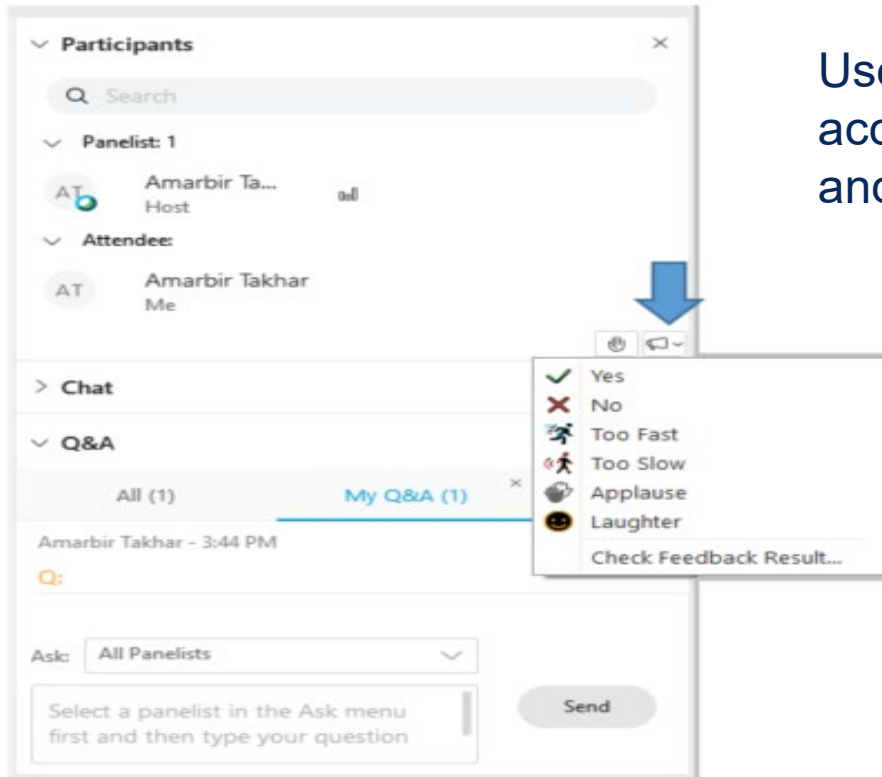 Participants
Search
Panelist: 1
AT
Amarbir Ta...
Host
Attendee:
AT
Amarbir Takhar
Me
Chat
Yes
No
Too Fast
Too Slow
Applause
Laughter
Check Feedback Result...
Q&A
All (1)
My Q&A (1)
Amarbir Takhar - 3:44 PM
Q:
Ask: All Panelists
Select a panelist in the Ask menu
first and then type your question
Send